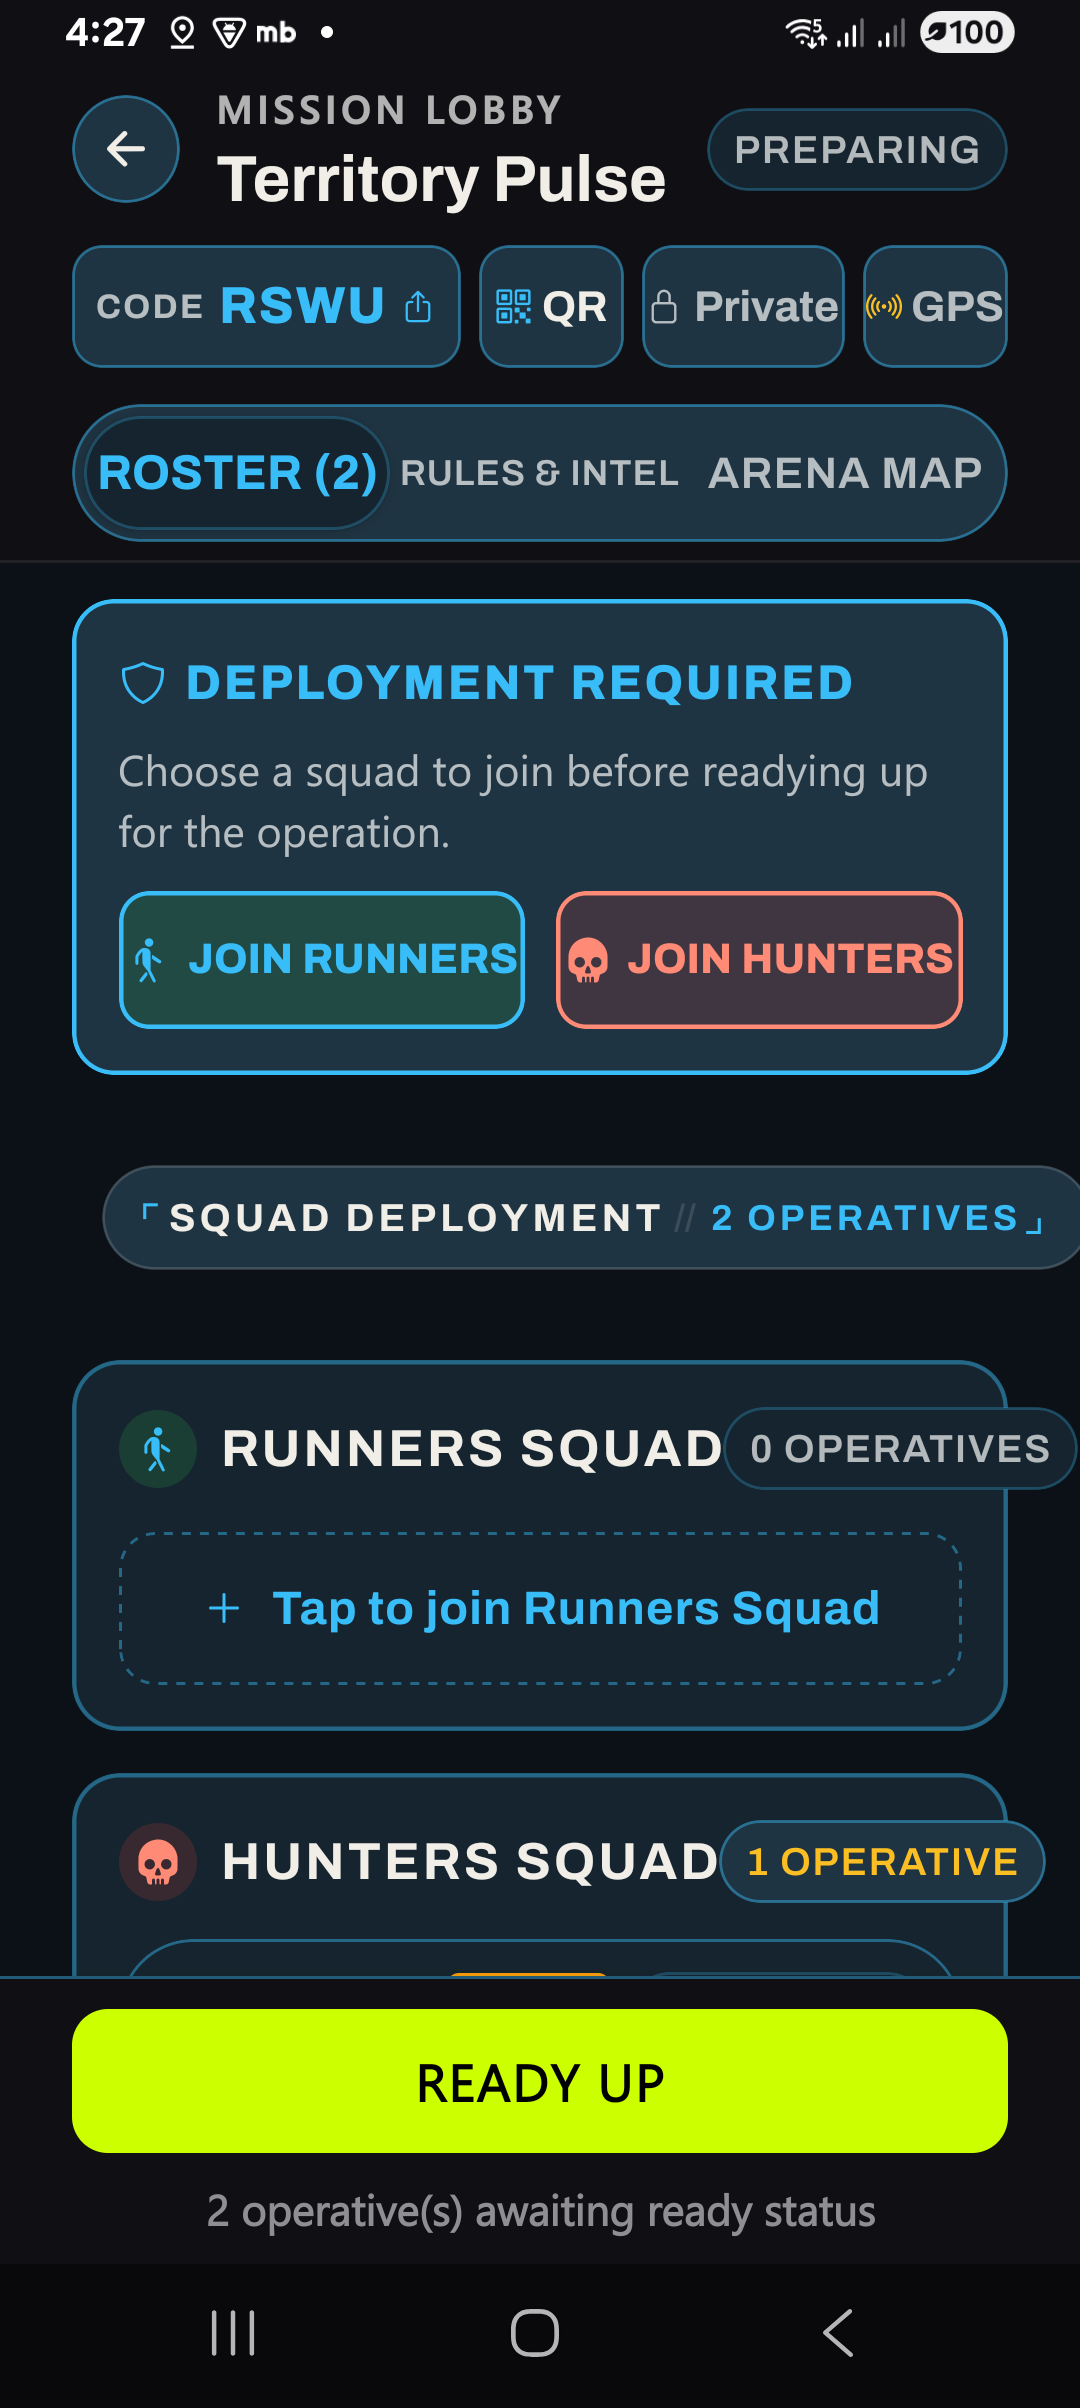 4:27 mb 5 100
MISSION LOBBY
Territory Pulse
PREPARING
CODE RSWU QR Private GPS
ROSTER (2) RULES & INTEL ARENA MAP
DEPLOYMENT REQUIRED
Choose a squad to join before readying up
for the operation.
JOIN RUNNERS JOIN HUNTERS
SQUAD DEPLOYMENT // 2 OPERATIVES
RUNNERS SQUAD 0 OPERATIVES
+ Tap to join Runners Squad
HUNTERS SQUAD 1 OPERATIVE
READY UP
2 operative(s) awaiting ready status